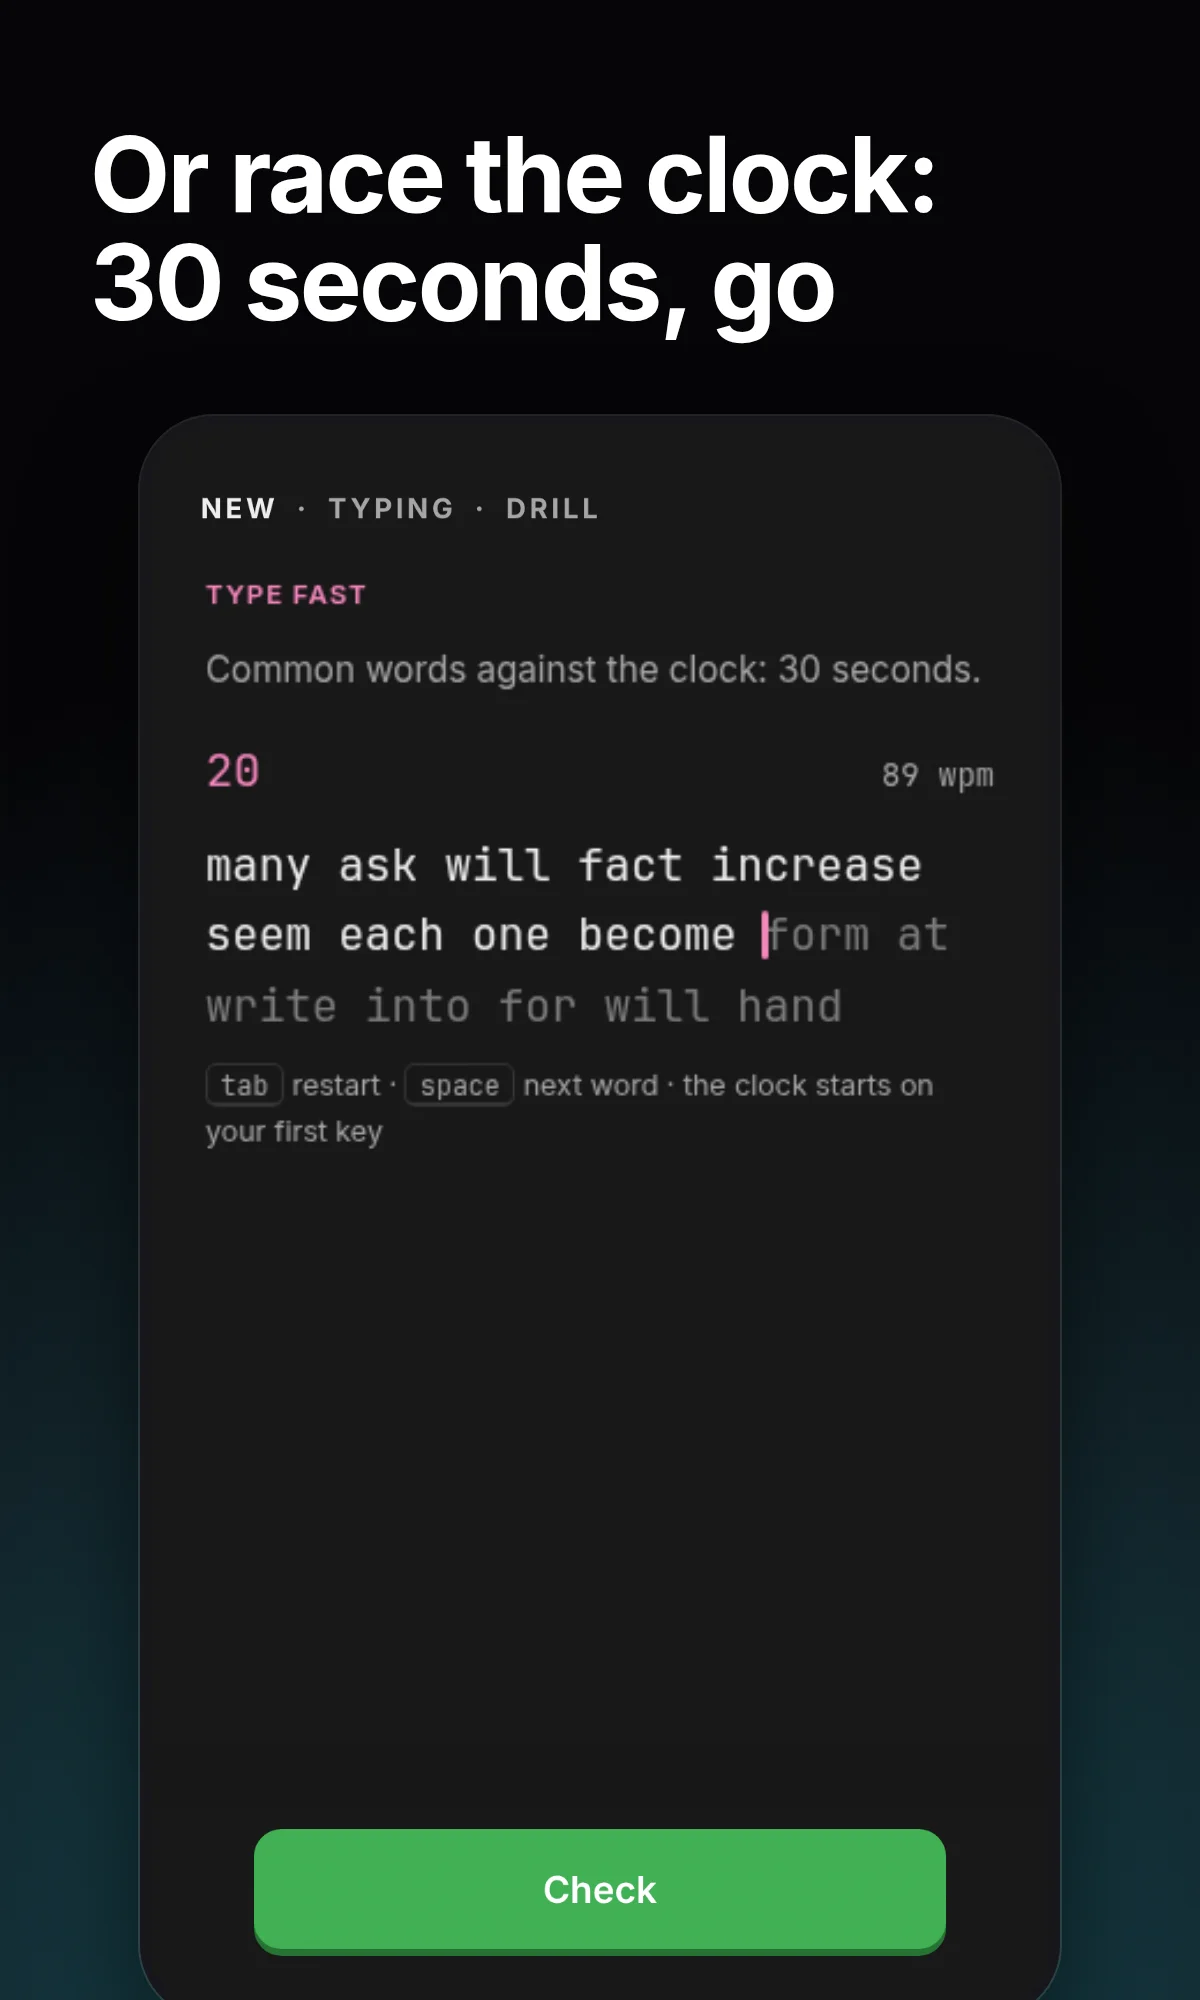 Or race the clock:
30 seconds, go
NEW · TYPING · DRILL
TYPE FAST
Common words against the clock: 30 seconds.
20 89 wpm
many ask will fact increase
seem each one become form at
write into for will hand
tab restart · space next word · the clock starts on
your first key
Check